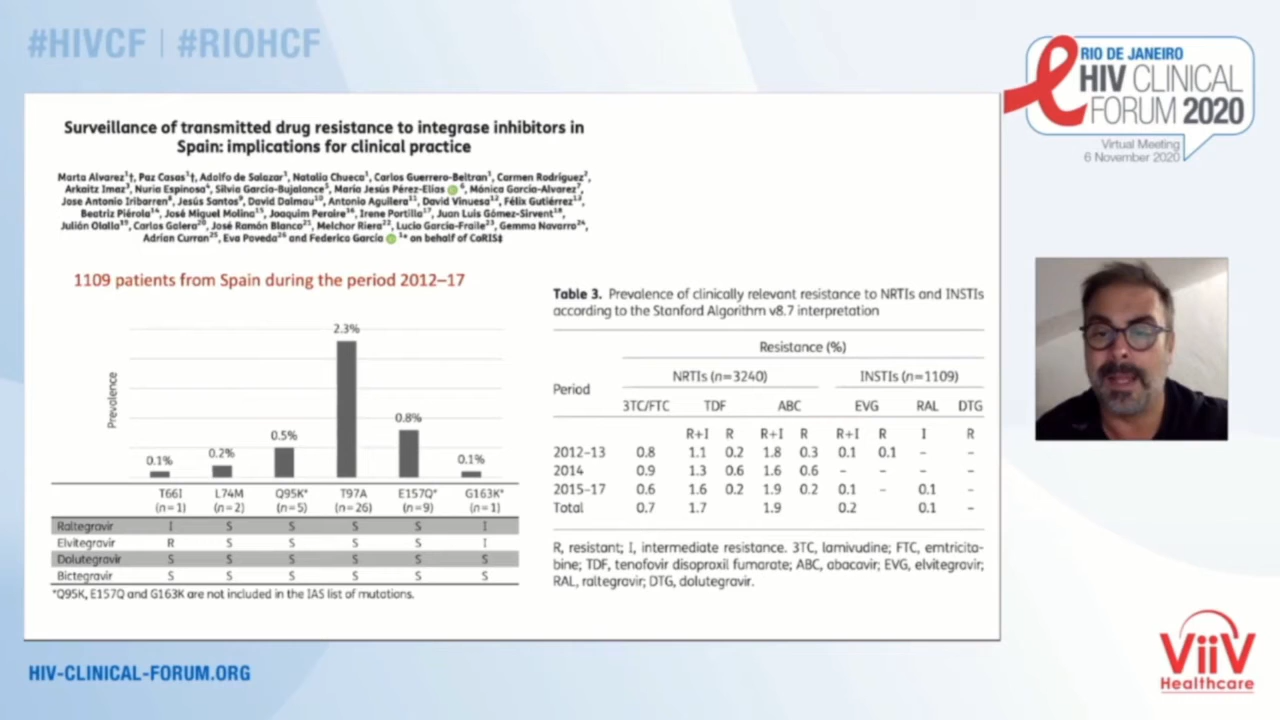 #HIVCF | #RIOHCF
RIO DE JANEIRO
HIV CLINICAL
FORUM 2020
Virtual Meeting
6 November 2020
Surveillance of transmitted drug resistance to integrase inhibitors in
Spain: implications for clinical practice
Marta Alvarez¹†, Paz Casas¹†, Adolfo de Salazar¹, Natalia Chueca¹, Carlos Guerrero-Beltran¹, Carmen Rodríguez²,
Arkaitz Imaz³, Nuria Espinosa⁴, Silvia García-Bujalance⁵, María Jesús Pérez-Elías ⁶, Mónica García-Alvarez⁷,
Jose Antonio Iribarren⁸, Jesús Santos⁹, David Dalmau¹⁰, Antonio Aguilera¹¹, David Vinuesa¹², Félix Gutiérrez¹³,
Beatriz Piérola¹⁴, José Miguel Molina¹⁵, Joaquim Peraire¹⁶, Irene Portilla¹⁷, Juan Luis Gómez-Sirvent¹⁸,
Julián Olalla¹⁹, Carlos Galera²⁰, José Ramón Blanco²¹, Melchor Riera²², Lucio García-Fraile²³, Gemma Navarro²⁴,
Adrian Curran²⁵, Eva Poveda²⁶ and Federico García ¹* on behalf of CoRIS‡
1109 patients from Spain during the period 2012–17
Prevalence
0.1% 0.2% 0.5% 2.3% 0.8% 0.1%
T66I L74M Q95K* T97A E157Q* G163K*
(n=1) (n=2) (n=5) (n=26) (n=9) (n=1)
Raltegravir I S S S S I
Elvitegravir R S S S S I
Dolutegravir S S S S S S
Bictegravir S S S S S S
*Q95K, E157Q and G163K are not included in the IAS list of mutations.
Table 3. Prevalence of clinically relevant resistance to NRTIs and INSTIs
according to the Stanford Algorithm v8.7 interpretation
Resistance (%)
NRTIs (n=3240) INSTIs (n=1109)
Period
3TC/FTC TDF ABC EVG RAL DTG
R+I R R+I R R+I R I R
2012–13 0.8 1.1 0.2 1.8 0.3 0.1 0.1 – –
2014 0.9 1.3 0.6 1.6 0.6 – – – –
2015–17 0.6 1.6 0.2 1.9 0.2 0.1 – 0.1 –
Total 0.7 1.7 1.9 0.2 0.1 –
R, resistant; I, intermediate resistance. 3TC, lamivudine; FTC, emtricita-
bine; TDF, tenofovir disoproxil fumarate; ABC, abacavir; EVG, elvitegravir;
RAL, raltegravir; DTG, dolutegravir.
HIV-CLINICAL-FORUM.ORG
ViiV
Healthcare